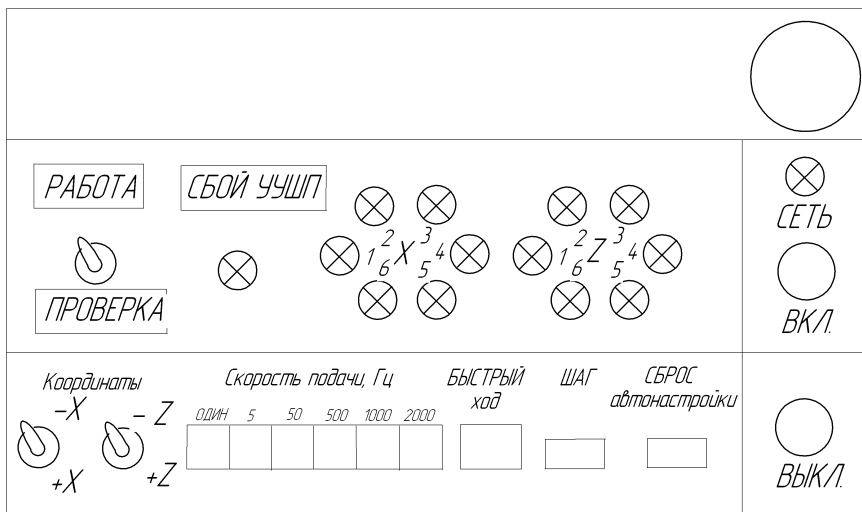 РАБОТА
СБОЙ УУШП
СЕТЬ
2 3
1 X 4
6 5
2 3
1 Z 4
6 5
ПРОВЕРКА
ВКЛ.
Координаты
Скорость подачи, Гц
БЫСТРЫЙ
ход
ШАГ
СБРОС
автонастройки
-X
- Z
ОДИН 5 50 500 1000 2000
+X
+Z
ВЫКЛ.